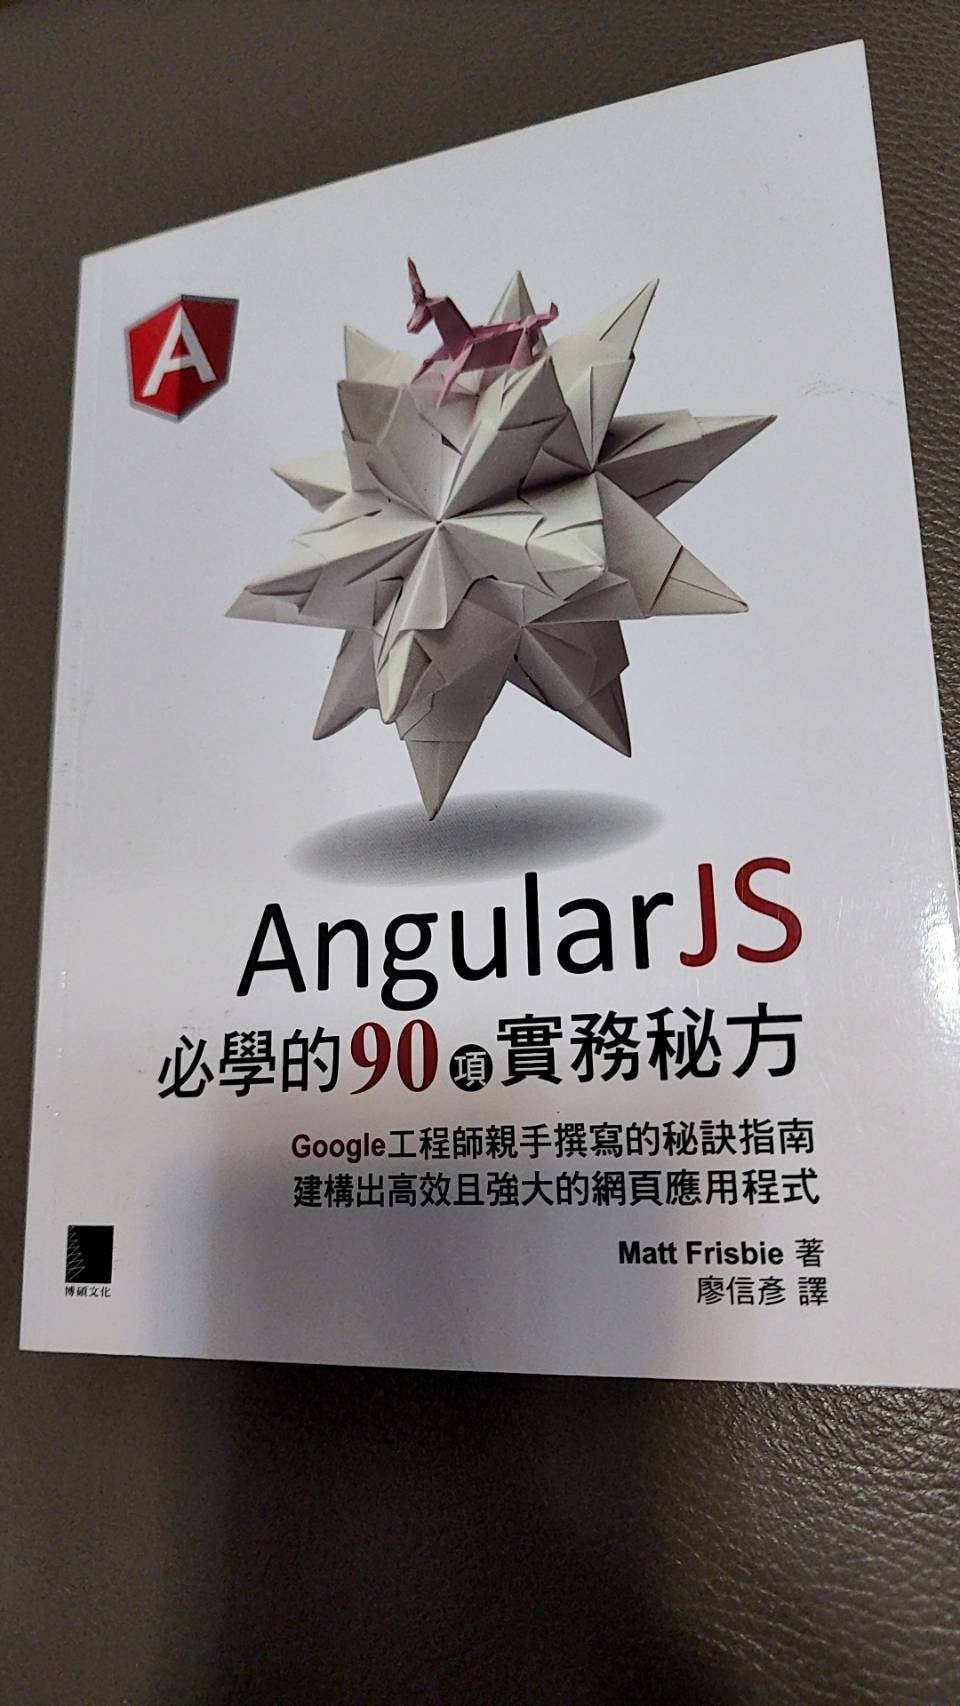 A
AngularJS
必學的90項實務秘方
Google工程師親手撰寫的秘訣指南
建構出高效且強大的網頁應用程式
Matt Frisbie 著
廖信彥 譯
博碩文化